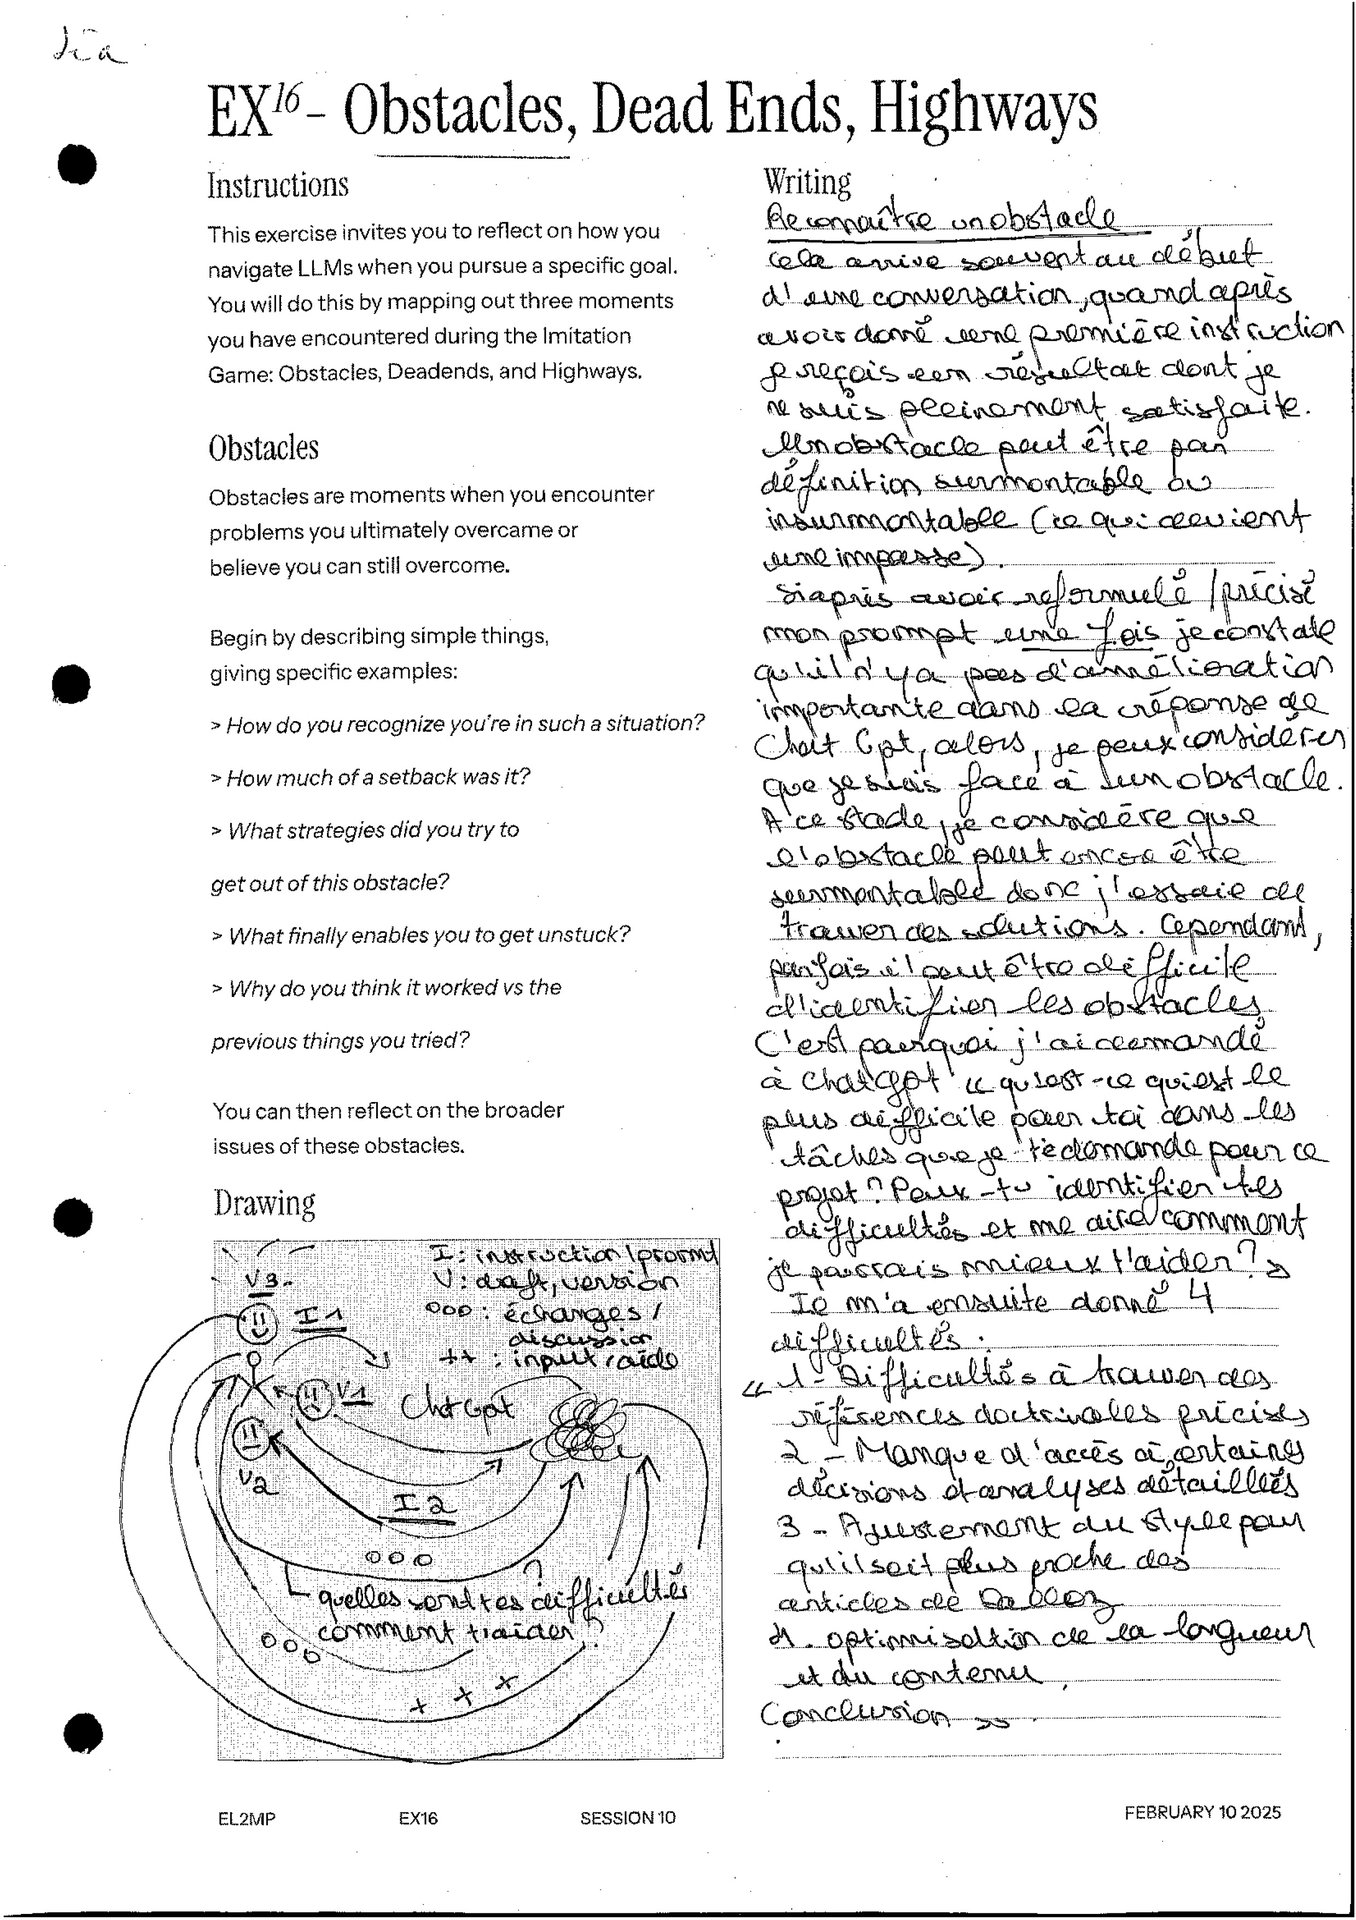 EX16 - Obstacles, Dead Ends, Highways
Instructions
This exercise invites you to reflect on how you
navigate LLMs when you pursue a specific goal.
You will do this by mapping out three moments
you have encountered during the Imitation
Game: Obstacles, Deadends, and Highways.
Obstacles
Obstacles are moments when you encounter
problems you ultimately overcame or
believe you can still overcome.
Begin by describing simple things,
giving specific examples:
> How do you recognize you're in such a situation?
> How much of a setback was it?
> What strategies did you try to
get out of this obstacle?
> What finally enables you to get unstuck?
> Why do you think it worked vs the
previous things you tried?
You can then reflect on the broader
issues of these obstacles.
Drawing
I : instruction/prompt
V : draft, version
ooo : échanges /
discussion
++ : input/aide
V3
I1
V1
ChatGpt
V2
I2
ooo
quelles sont tes difficultés
comment t'aider ?
ooo
+ + +
Writing
Reconnaître un obstacle
Cela arrive souvent au début
d'une conversation, quand après
avoir donné une première instruction
je reçois un résultat dont je
ne suis pleinement satisfaite.
Un obstacle peut être par
définition surmontable ou
insurmontable (ce qui devient
une impasse).
Si après avoir reformulé / précisé
mon prompt une fois je constate
qu'il n'y a pas d'amélioration
importante dans la réponse de
Chat Gpt, alors, je peux considérer
que je suis face à un obstacle.
A ce stade, je considère que
l'obstacle peut encore être
surmontable donc j'essaie de
trouver des solutions. Cependant,
parfois il peut être difficile
d'identifier les obstacles.
C'est pourquoi j'ai demandé
à ChatGpt « qu'est-ce qui est le
plus difficile pour toi dans les
tâches que je te demande pour ce
projet ? Peux-tu identifier tes
difficultés et me dire comment
je pourrais mieux t'aider ? »
Il m'a ensuite donné 4
difficultés :
« 1 - Difficultés à trouver des
références doctrinales précises
2 - Manque d'accès à certaines
décisions et analyses détaillés
3 - Ajustement du style pour
qu'il soit plus proche des
articles de Dalloz
4. optimisation de la longueur
et du contenu.
Conclusion »
EL2MP EX16 SESSION 10 FEBRUARY 10 2025